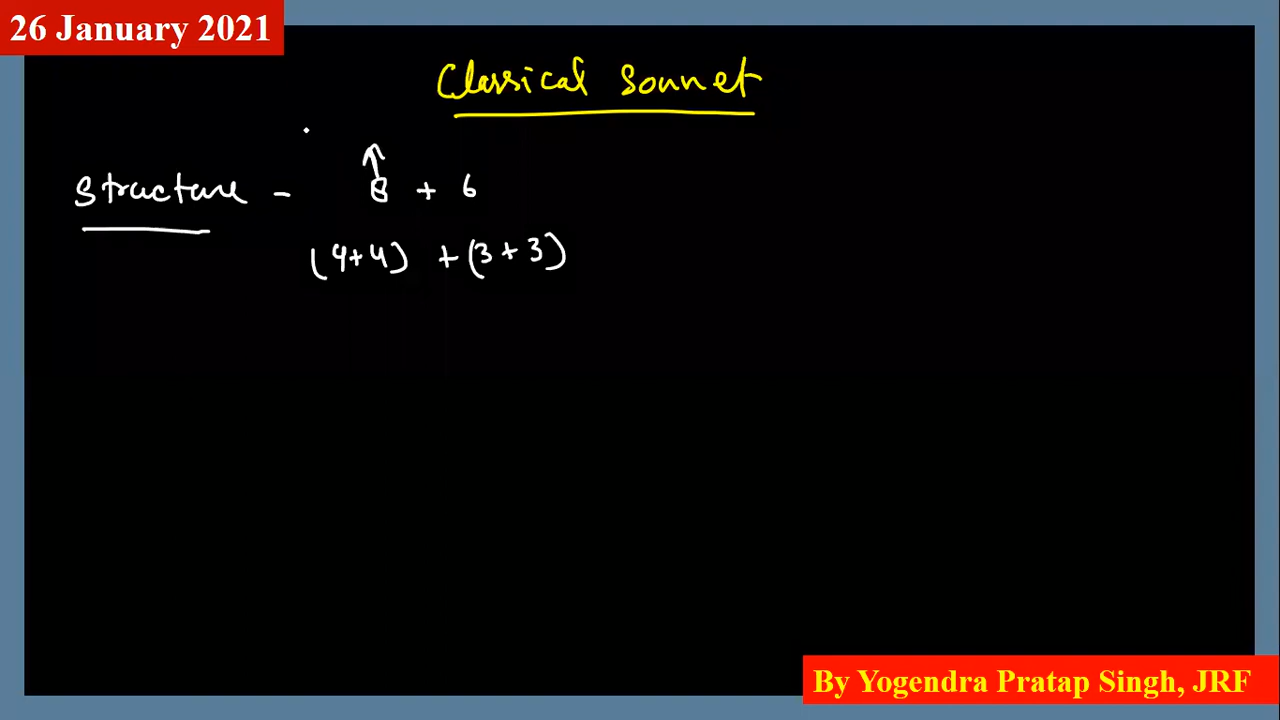 26 January 2021
Classical Sonnet
Structure - 8 + 6
(4+4) + (3 + 3)
By Yogendra Pratap Singh, JRF